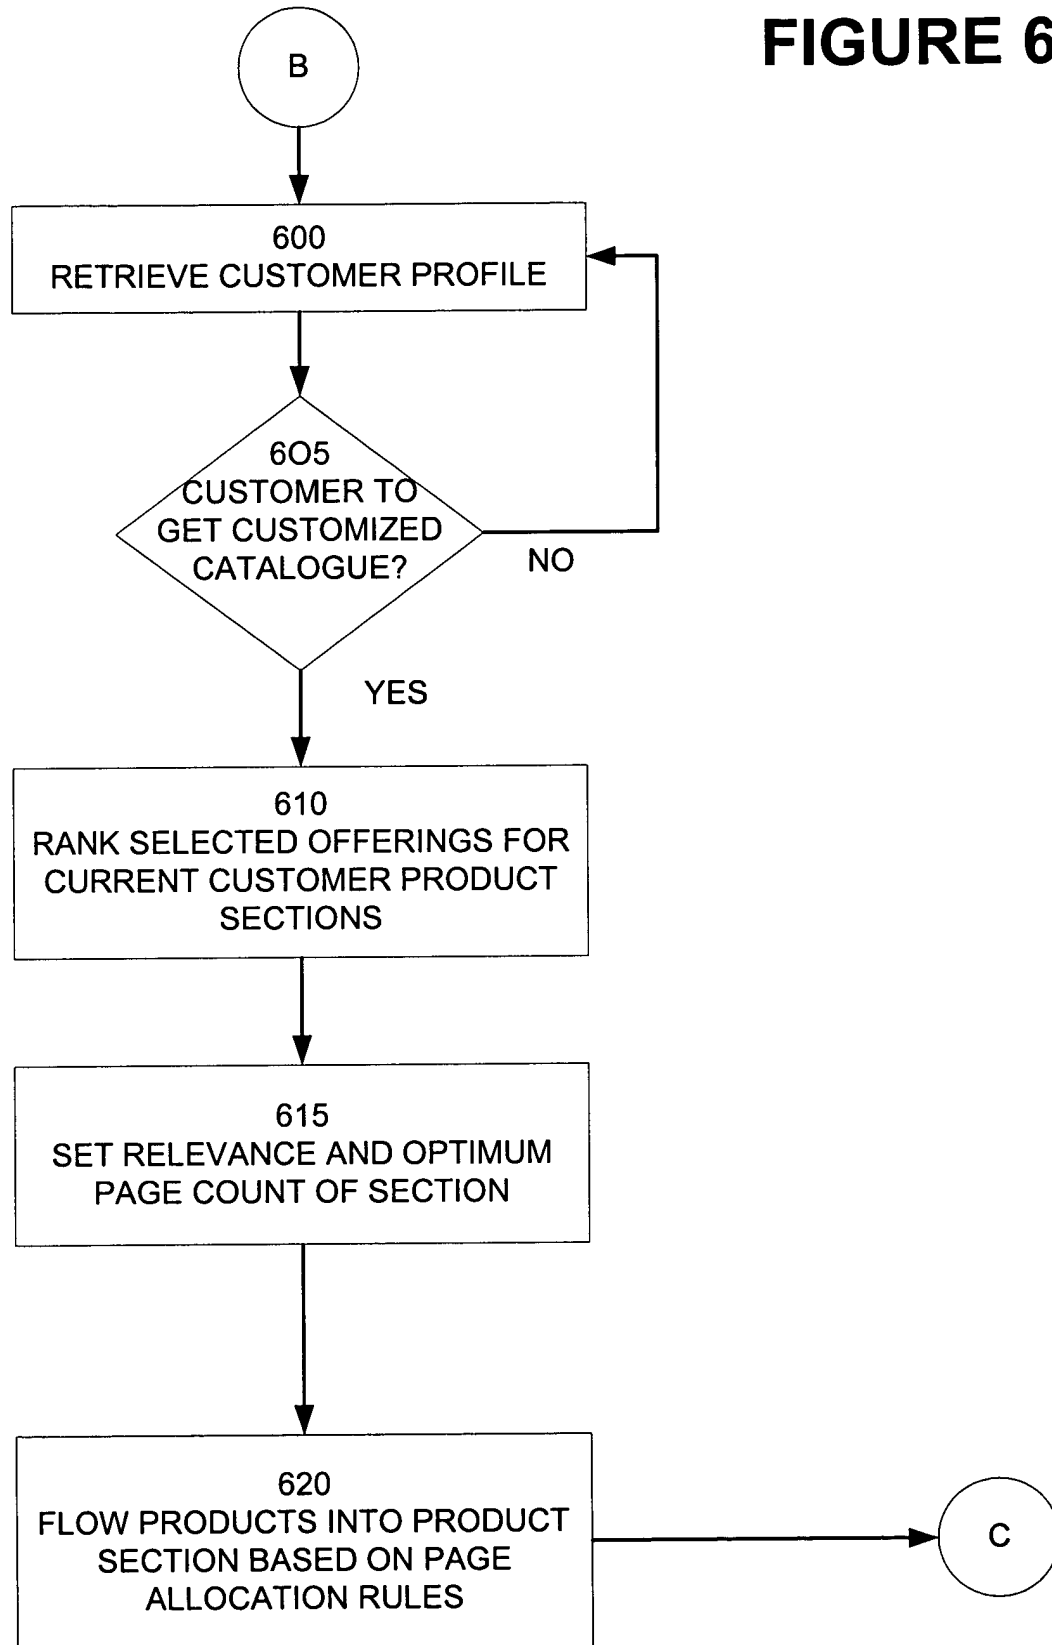 FIGURE 6
B
600
RETRIEVE CUSTOMER PROFILE
6O5
CUSTOMER TO
GET CUSTOMIZED
CATALOGUE?
NO
YES
610
RANK SELECTED OFFERINGS FOR
CURRENT CUSTOMER PRODUCT
SECTIONS
615
SET RELEVANCE AND OPTIMUM
PAGE COUNT OF SECTION
620
FLOW PRODUCTS INTO PRODUCT
SECTION BASED ON PAGE
ALLOCATION RULES
C